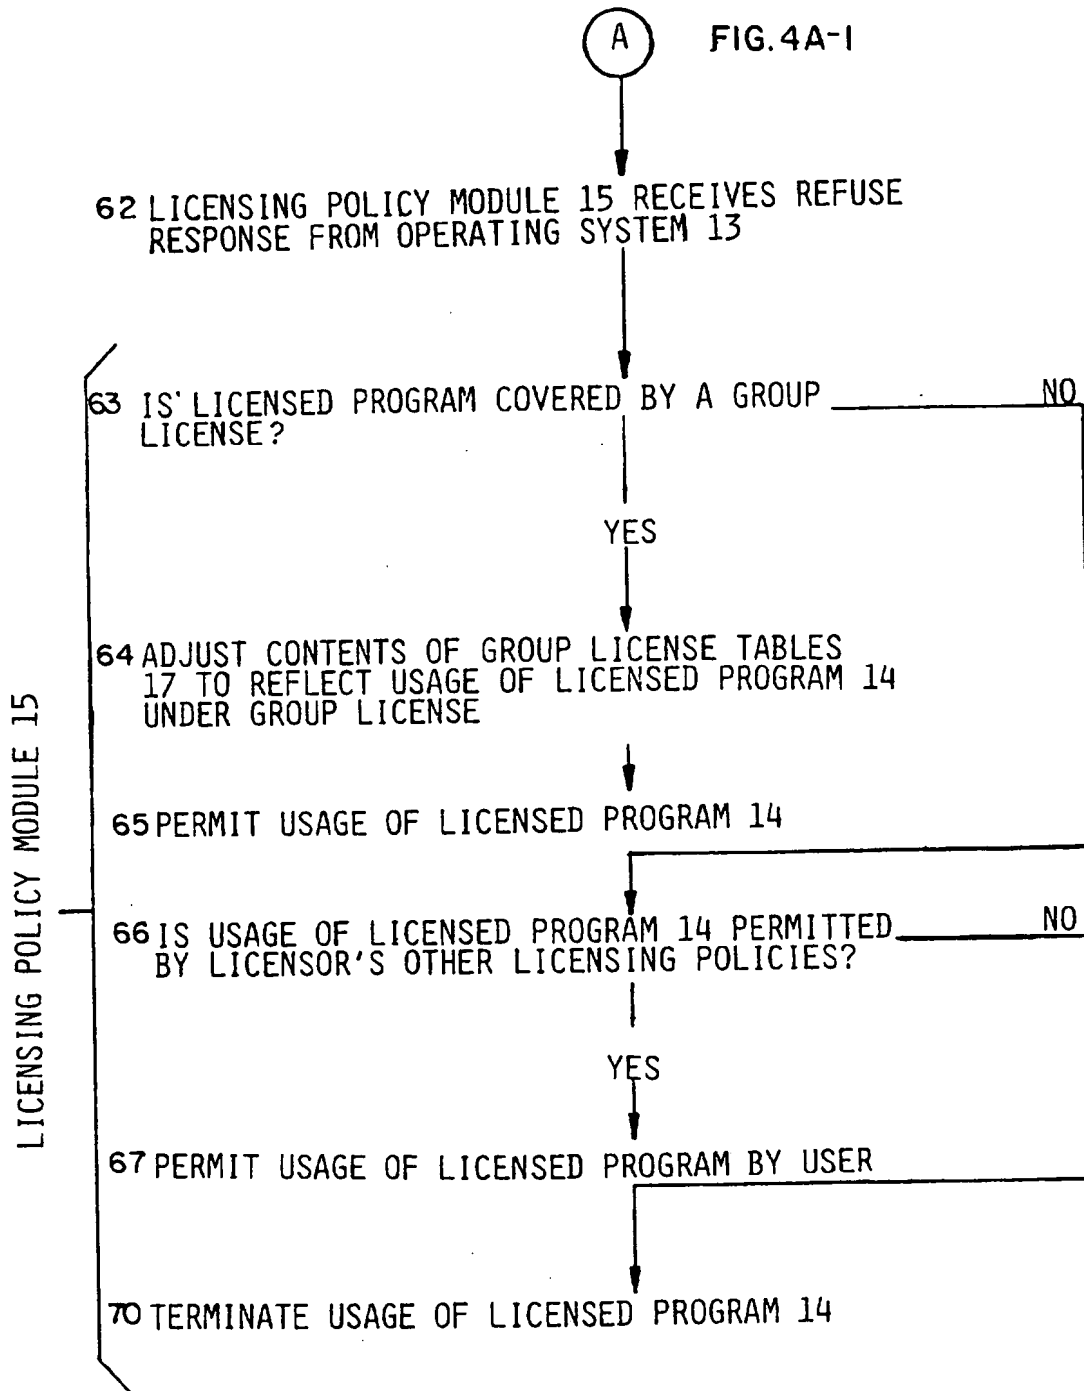 A FIG. 4A-1
62 LICENSING POLICY MODULE 15 RECEIVES REFUSE
RESPONSE FROM OPERATING SYSTEM 13
63 IS LICENSED PROGRAM COVERED BY A GROUP NO
LICENSE?
YES
64 ADJUST CONTENTS OF GROUP LICENSE TABLES
17 TO REFLECT USAGE OF LICENSED PROGRAM 14
UNDER GROUP LICENSE
65 PERMIT USAGE OF LICENSED PROGRAM 14
66 IS USAGE OF LICENSED PROGRAM 14 PERMITTED NO
BY LICENSOR'S OTHER LICENSING POLICIES?
YES
67 PERMIT USAGE OF LICENSED PROGRAM BY USER
70 TERMINATE USAGE OF LICENSED PROGRAM 14
LICENSING POLICY MODULE 15